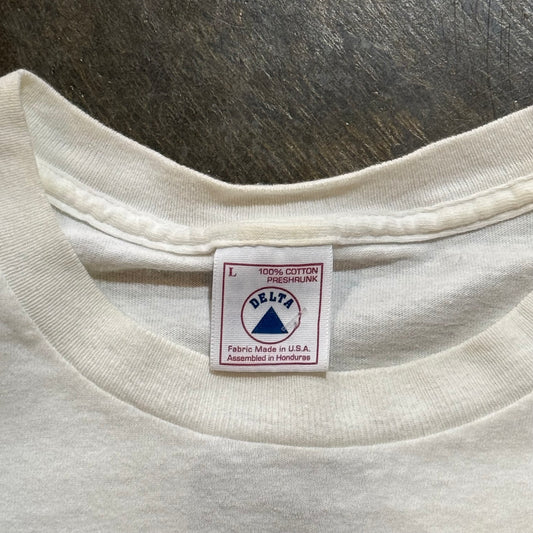 L 100% COTTON
PRESHRUNK
DELTA
Fabric Made in U.S.A.
Assembled in Honduras